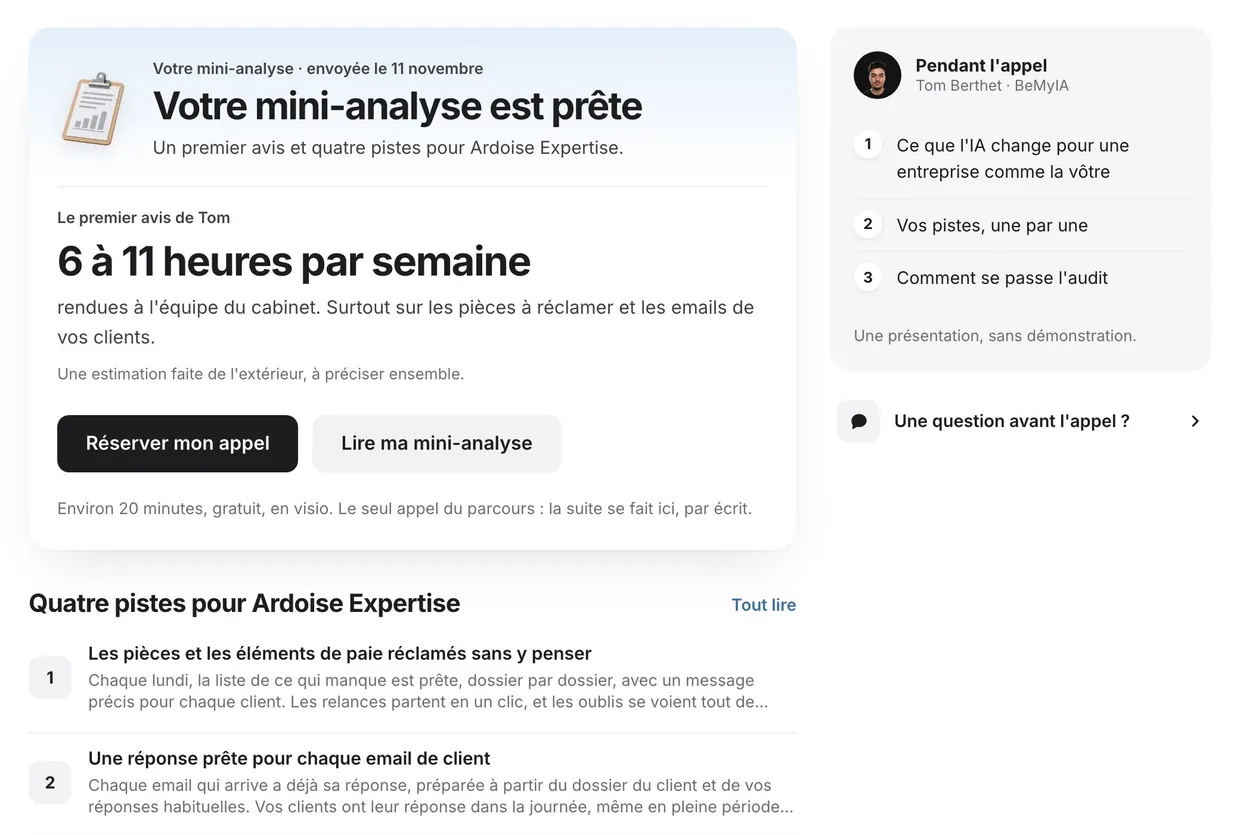 Votre mini-analyse · envoyée le 11 novembre
Votre mini-analyse est prête
Un premier avis et quatre pistes pour Ardoise Expertise.
Le premier avis de Tom
6 à 11 heures par semaine
rendues à l'équipe du cabinet. Surtout sur les pièces à réclamer et les emails de
vos clients.
Une estimation faite de l'extérieur, à préciser ensemble.
Réserver mon appel
Lire ma mini-analyse
Environ 20 minutes, gratuit, en visio. Le seul appel du parcours : la suite se fait ici, par écrit.
Pendant l'appel
Tom Berthet · BeMyIA
1 Ce que l'IA change pour une
entreprise comme la vôtre
2 Vos pistes, une par une
3 Comment se passe l'audit
Une présentation, sans démonstration.
Une question avant l'appel ?
Quatre pistes pour Ardoise Expertise
Tout lire
1
Les pièces et les éléments de paie réclamés sans y penser
Chaque lundi, la liste de ce qui manque est prête, dossier par dossier, avec un message
précis pour chaque client. Les relances partent en un clic, et les oublis se voient tout de...
2
Une réponse prête pour chaque email de client
Chaque email qui arrive a déjà sa réponse, préparée à partir du dossier du client et de vos
réponses habituelles. Vos clients ont leur réponse dans la journée, même en pleine période...